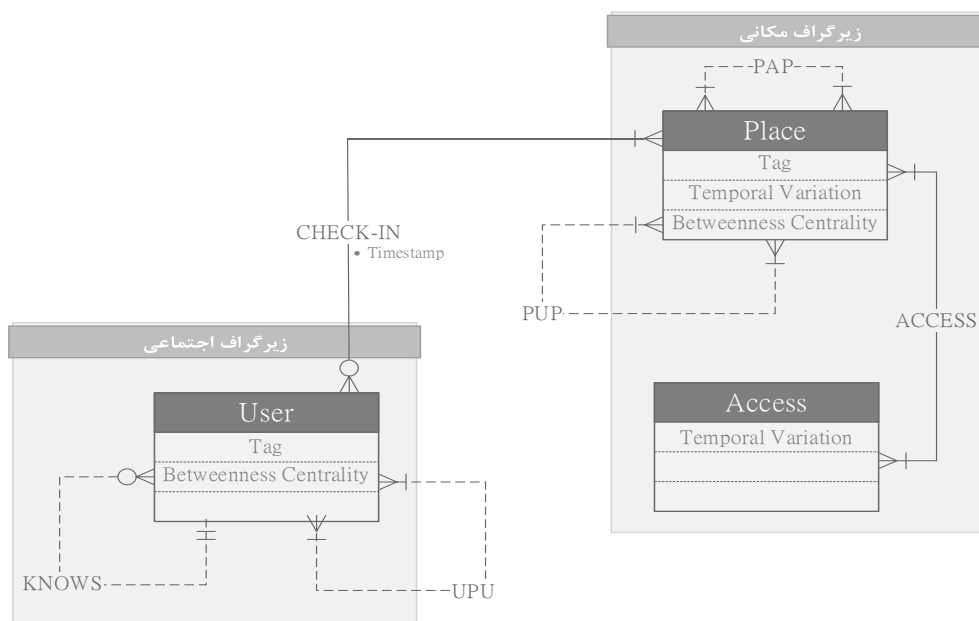 زیرگراف مکانی
PAP
Place
Tag
Temporal Variation
Betweenness Centrality
CHECK-IN
• Timestamp
PUP
ACCESS
زیرگراف اجتماعی
Access
Temporal Variation
User
Tag
Betweenness Centrality
KNOWS
UPU